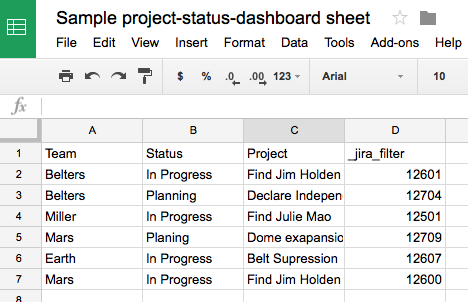 Sample project-status-dashboard sheet
File Edit View Insert Format Data Tools Add-ons Help
$ % .0 .00 123 Arial 10
fx
A B C D
1 Team Status Project _jira_filter
2 Belters In Progress Find Jim Holden 12601
3 Belters Planning Declare Indepen 12704
4 Miller In Progress Find Julie Mao 12501
5 Mars Planing Dome exapansio 12709
6 Earth In Progress Belt Supression 12607
7 Mars In Progress Find Jim Holden 12600
8